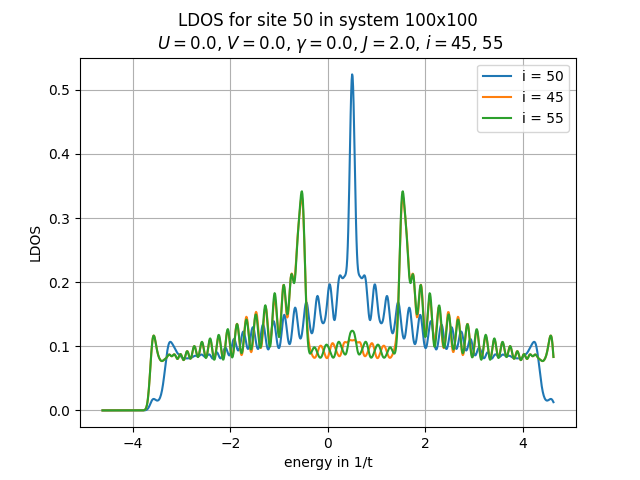 LDOS for site 50 in system 100x100
U = 0.0, V = 0.0, γ = 0.0, J = 2.0, i = 45, 55
i = 50
i = 45
i = 55
LDOS
0.5
0.4
0.3
0.2
0.1
0.0
−4 −2 0 2 4
energy in 1/t